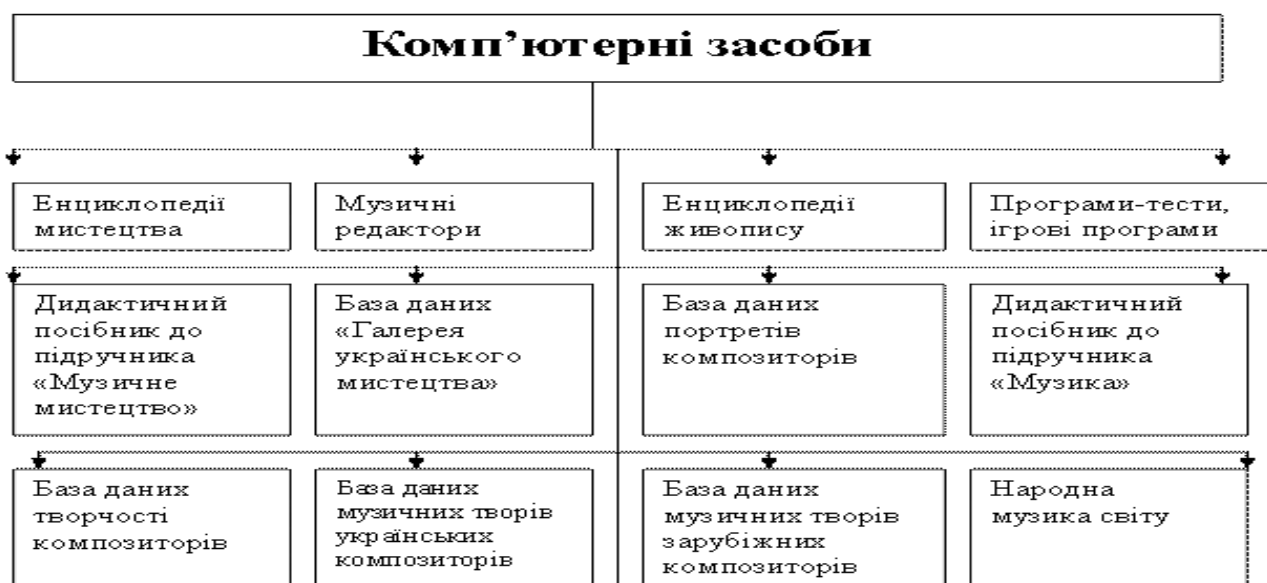 Комп’ютерні засоби
Енциклопедії
мистецтва
Музичні
редактори
Енциклопедії
живопису
Програми-тести,
ігрові програми
Дидактичний
посібник до
підручника
«Музичне
мистецтво»
База даних
«Галерея
українського
мистецтва»
База даних
портретів
композиторів
Дидактичний
посібник до
підручника
«Музика»
База даних
творчості
композиторів
База даних
музичних творів
українських
композиторів
База даних
музичних творів
зарубіжних
композиторів
Народна
музика світу